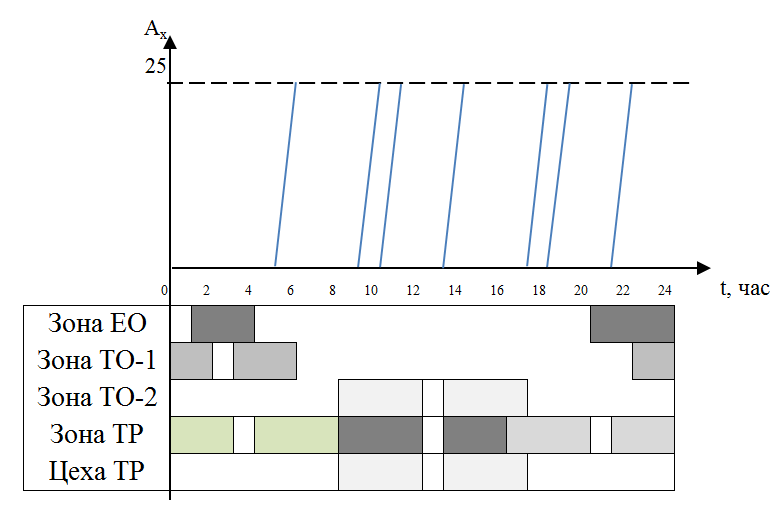 Aₓ
25
0 2 4 6 8 10 12 14 16 18 20 22 24
t, час
Зона ЕО
Зона ТО-1
Зона ТО-2
Зона ТР
Цеха ТР